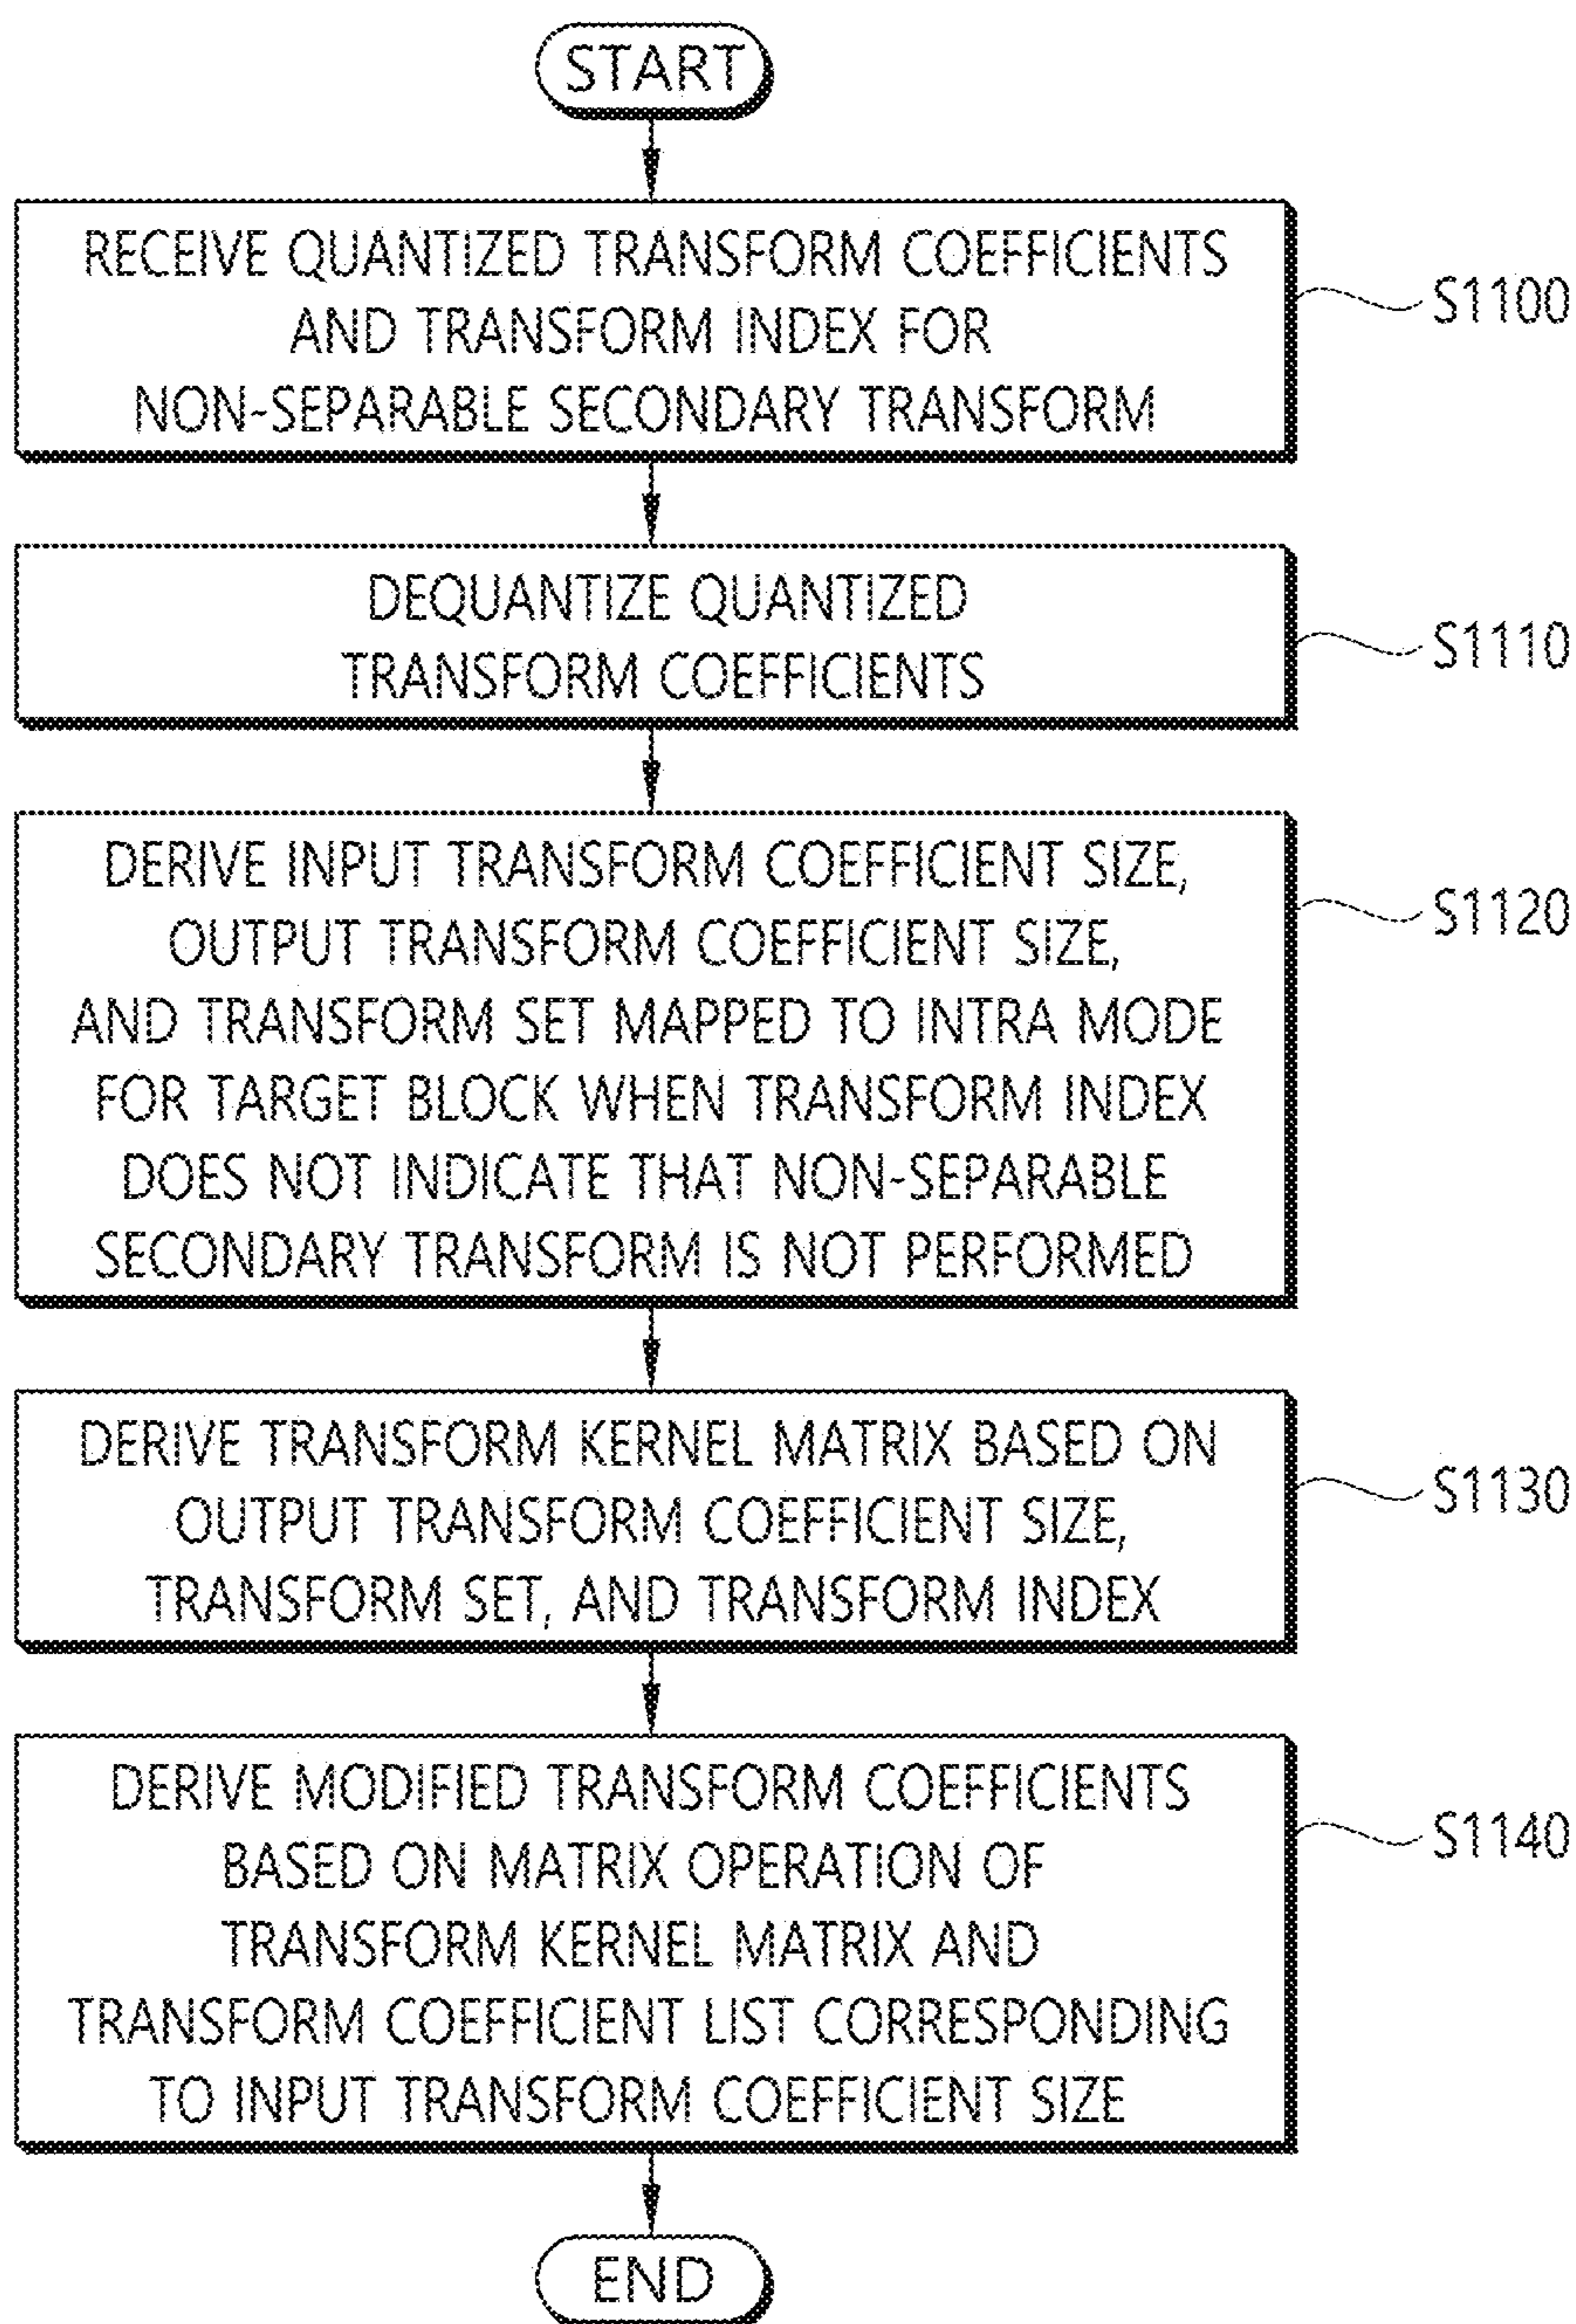 START
RECEIVE QUANTIZED TRANSFORM COEFFICIENTS
AND TRANSFORM INDEX FOR
NON-SEPARABLE SECONDARY TRANSFORM
S1100
DEQUANTIZE QUANTIZED
TRANSFORM COEFFICIENTS
S1110
DERIVE INPUT TRANSFORM COEFFICIENT SIZE,
OUTPUT TRANSFORM COEFFICIENT SIZE,
AND TRANSFORM SET MAPPED TO INTRA MODE
FOR TARGET BLOCK WHEN TRANSFORM INDEX
DOES NOT INDICATE THAT NON-SEPARABLE
SECONDARY TRANSFORM IS NOT PERFORMED
S1120
DERIVE TRANSFORM KERNEL MATRIX BASED ON
OUTPUT TRANSFORM COEFFICIENT SIZE,
TRANSFORM SET, AND TRANSFORM INDEX
S1130
DERIVE MODIFIED TRANSFORM COEFFICIENTS
BASED ON MATRIX OPERATION OF
TRANSFORM KERNEL MATRIX AND
TRANSFORM COEFFICIENT LIST CORRESPONDING
TO INPUT TRANSFORM COEFFICIENT SIZE
S1140
END